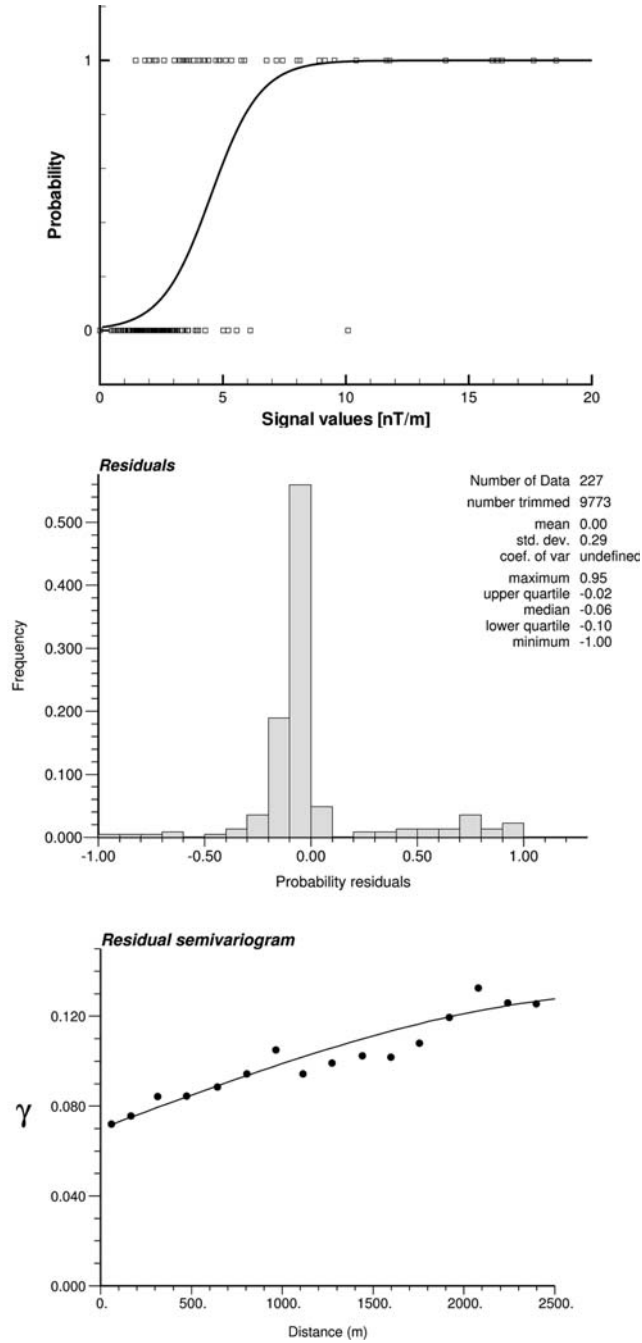 1
Probability
0
0 5 10 15 20
Signal values [nT/m]
Residuals
Number of Data 227
number trimmed 9773
mean 0.00
std. dev. 0.29
coef. of var undefined
maximum 0.95
upper quartile -0.02
median -0.06
lower quartile -0.10
minimum -1.00
Frequency
0.500
0.400
0.300
0.200
0.100
0.000
-1.00 -0.50 0.00 0.50 1.00
Probability residuals
Residual semivariogram
γ
0.120
0.080
0.040
0.000
0. 500. 1000. 1500. 2000. 2500.
Distance (m)